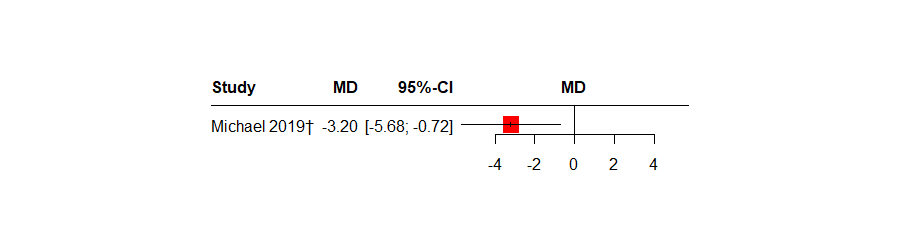 Study MD 95%-CI MD
Michael 2019† -3.20 [-5.68; -0.72]
-4 -2 0 2 4